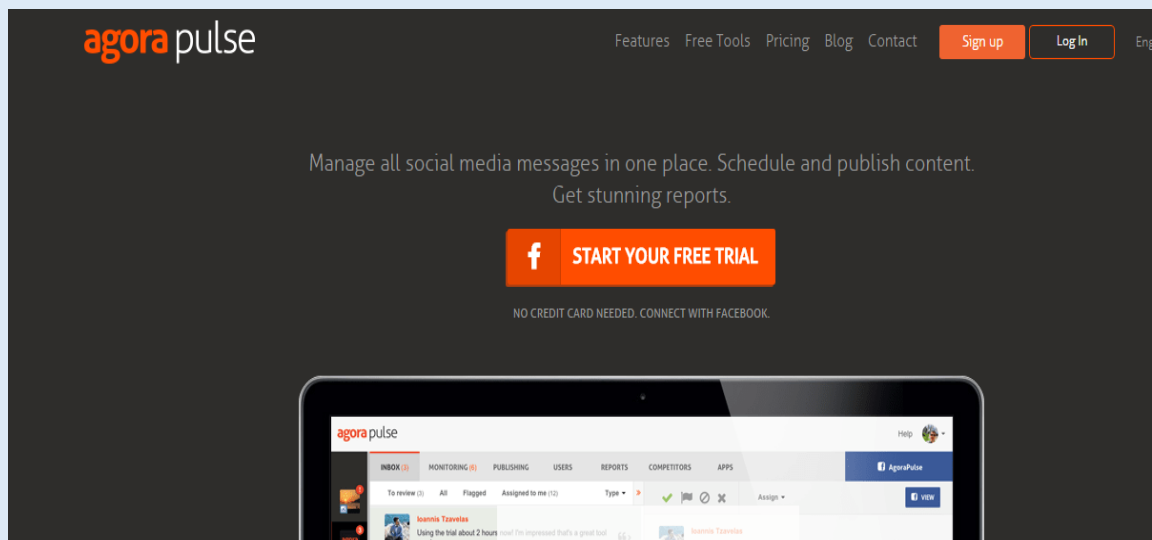 agora pulse
Features Free Tools Pricing Blog Contact Sign up Log In Eng
Manage all social media messages in one place. Schedule and publish content.
Get stunning reports.
f START YOUR FREE TRIAL
NO CREDIT CARD NEEDED. CONNECT WITH FACEBOOK.
agora pulse
Help
INBOX (3) MONITORING (6) PUBLISHING USERS REPORTS COMPETITORS APPS
f AgoraPulse
To review (3) All Flagged Assigned to me (12) Type
Assign
f VIEW
Ioannis Tzavelas
Using the trial about 2 hours now! I'm impressed that's a great tool
Ioannis Tzavelas